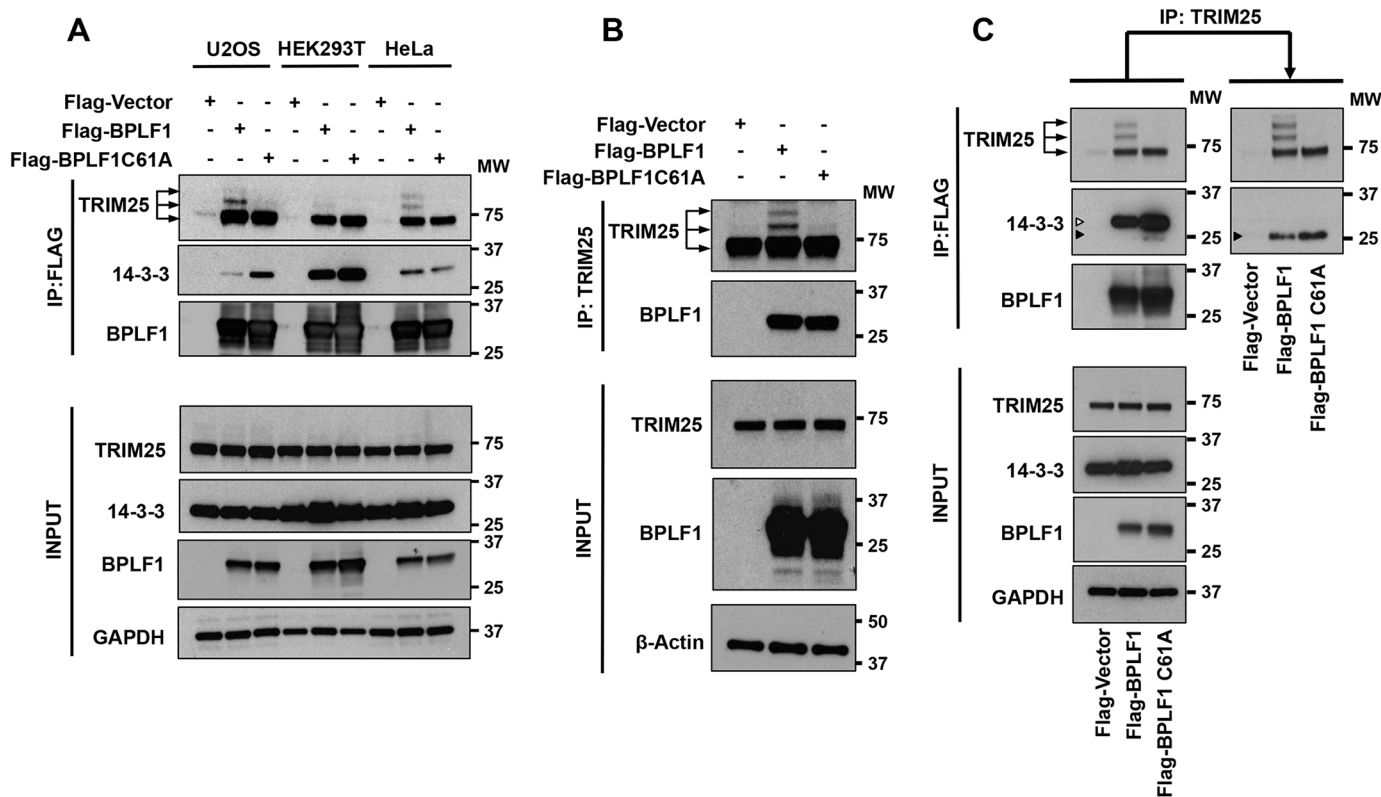 A
U2OS HEK293T HeLa
Flag-Vector + - - + - - + - -
Flag-BPLF1 - + - - + - - + -
Flag-BPLF1C61A - - + - - + - - +
MW
IP:FLAG
TRIM25
75
37
14-3-3
25
37
BPLF1
25
INPUT
TRIM25
75
37
14-3-3
25
37
BPLF1
25
GAPDH
37
B
Flag-Vector + - -
Flag-BPLF1 - + -
Flag-BPLF1C61A - - +
MW
IP: TRIM25
TRIM25
75
37
BPLF1
25
INPUT
TRIM25
75
37
BPLF1
25
50
β-Actin
37
C
IP: TRIM25
MW
MW
IP:FLAG
TRIM25
75
75
37
37
14-3-3
25
25
37
BPLF1
25
Flag-Vector
Flag-BPLF1
Flag-BPLF1 C61A
INPUT
TRIM25
75
37
14-3-3
25
37
BPLF1
25
GAPDH
37
Flag-Vector
Flag-BPLF1
Flag-BPLF1 C61A